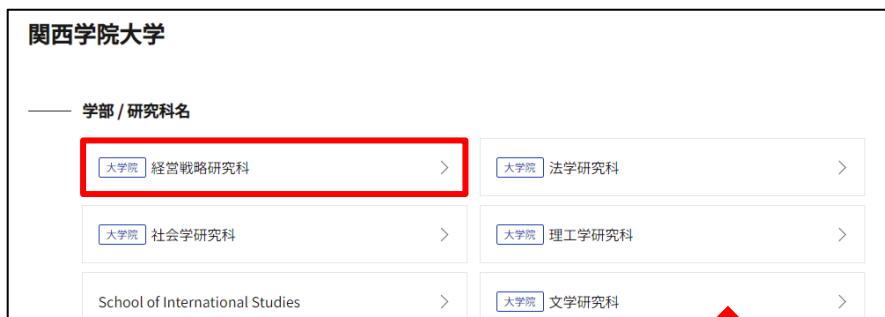 関西学院大学
学部 / 研究科名
大学院 経営戦略研究科
大学院 法学研究科
大学院 社会学研究科
大学院 理工学研究科
School of International Studies
大学院 文学研究科